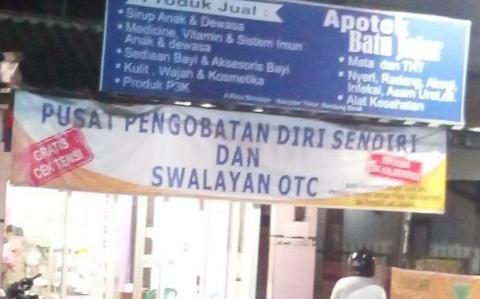 Produk Jual :
• Sirup Anak & Dewasa
• Medicine, Vitamin & Sistem Imun
Anak & dewasa
• Sediaan Bayi & Aksesoris Bayi
• Kulit, Wajah & Kosmetika
• Produk P3K
Apotek
• Mata dan THT
• Nyeri, Radang, Alergi,
Infeksi, Asam Urat, dll.
• Alat Kesehatan
PUSAT PENGOBATAN DIRI SENDIRI
DAN
SWALAYAN OTC
GRATIS
CEK TENSI